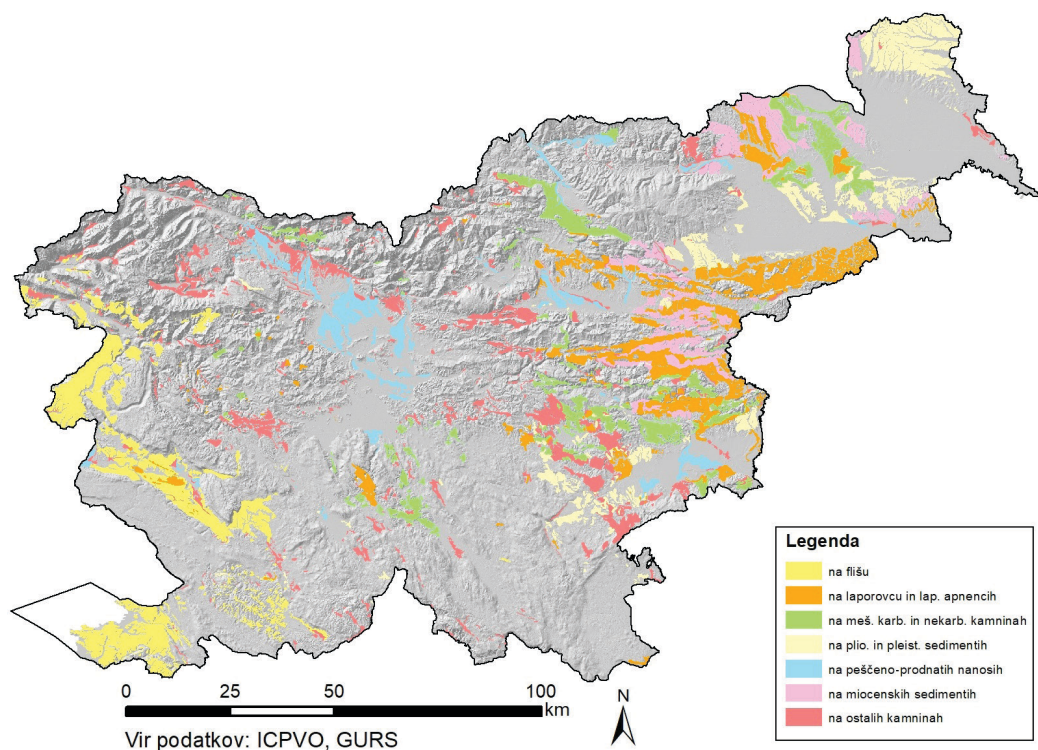 Legenda
na flišu
na laporovcu in lap. apnencih
na meš. karb. in nekarb. kamninah
na plio. in pleist. sedimentih
na peščeno-prodnatih nanosih
na miocenskih sedimentih
na ostalih kamninah
0 25 50 100
km
N
Vir podatkov: ICPVO, GURS